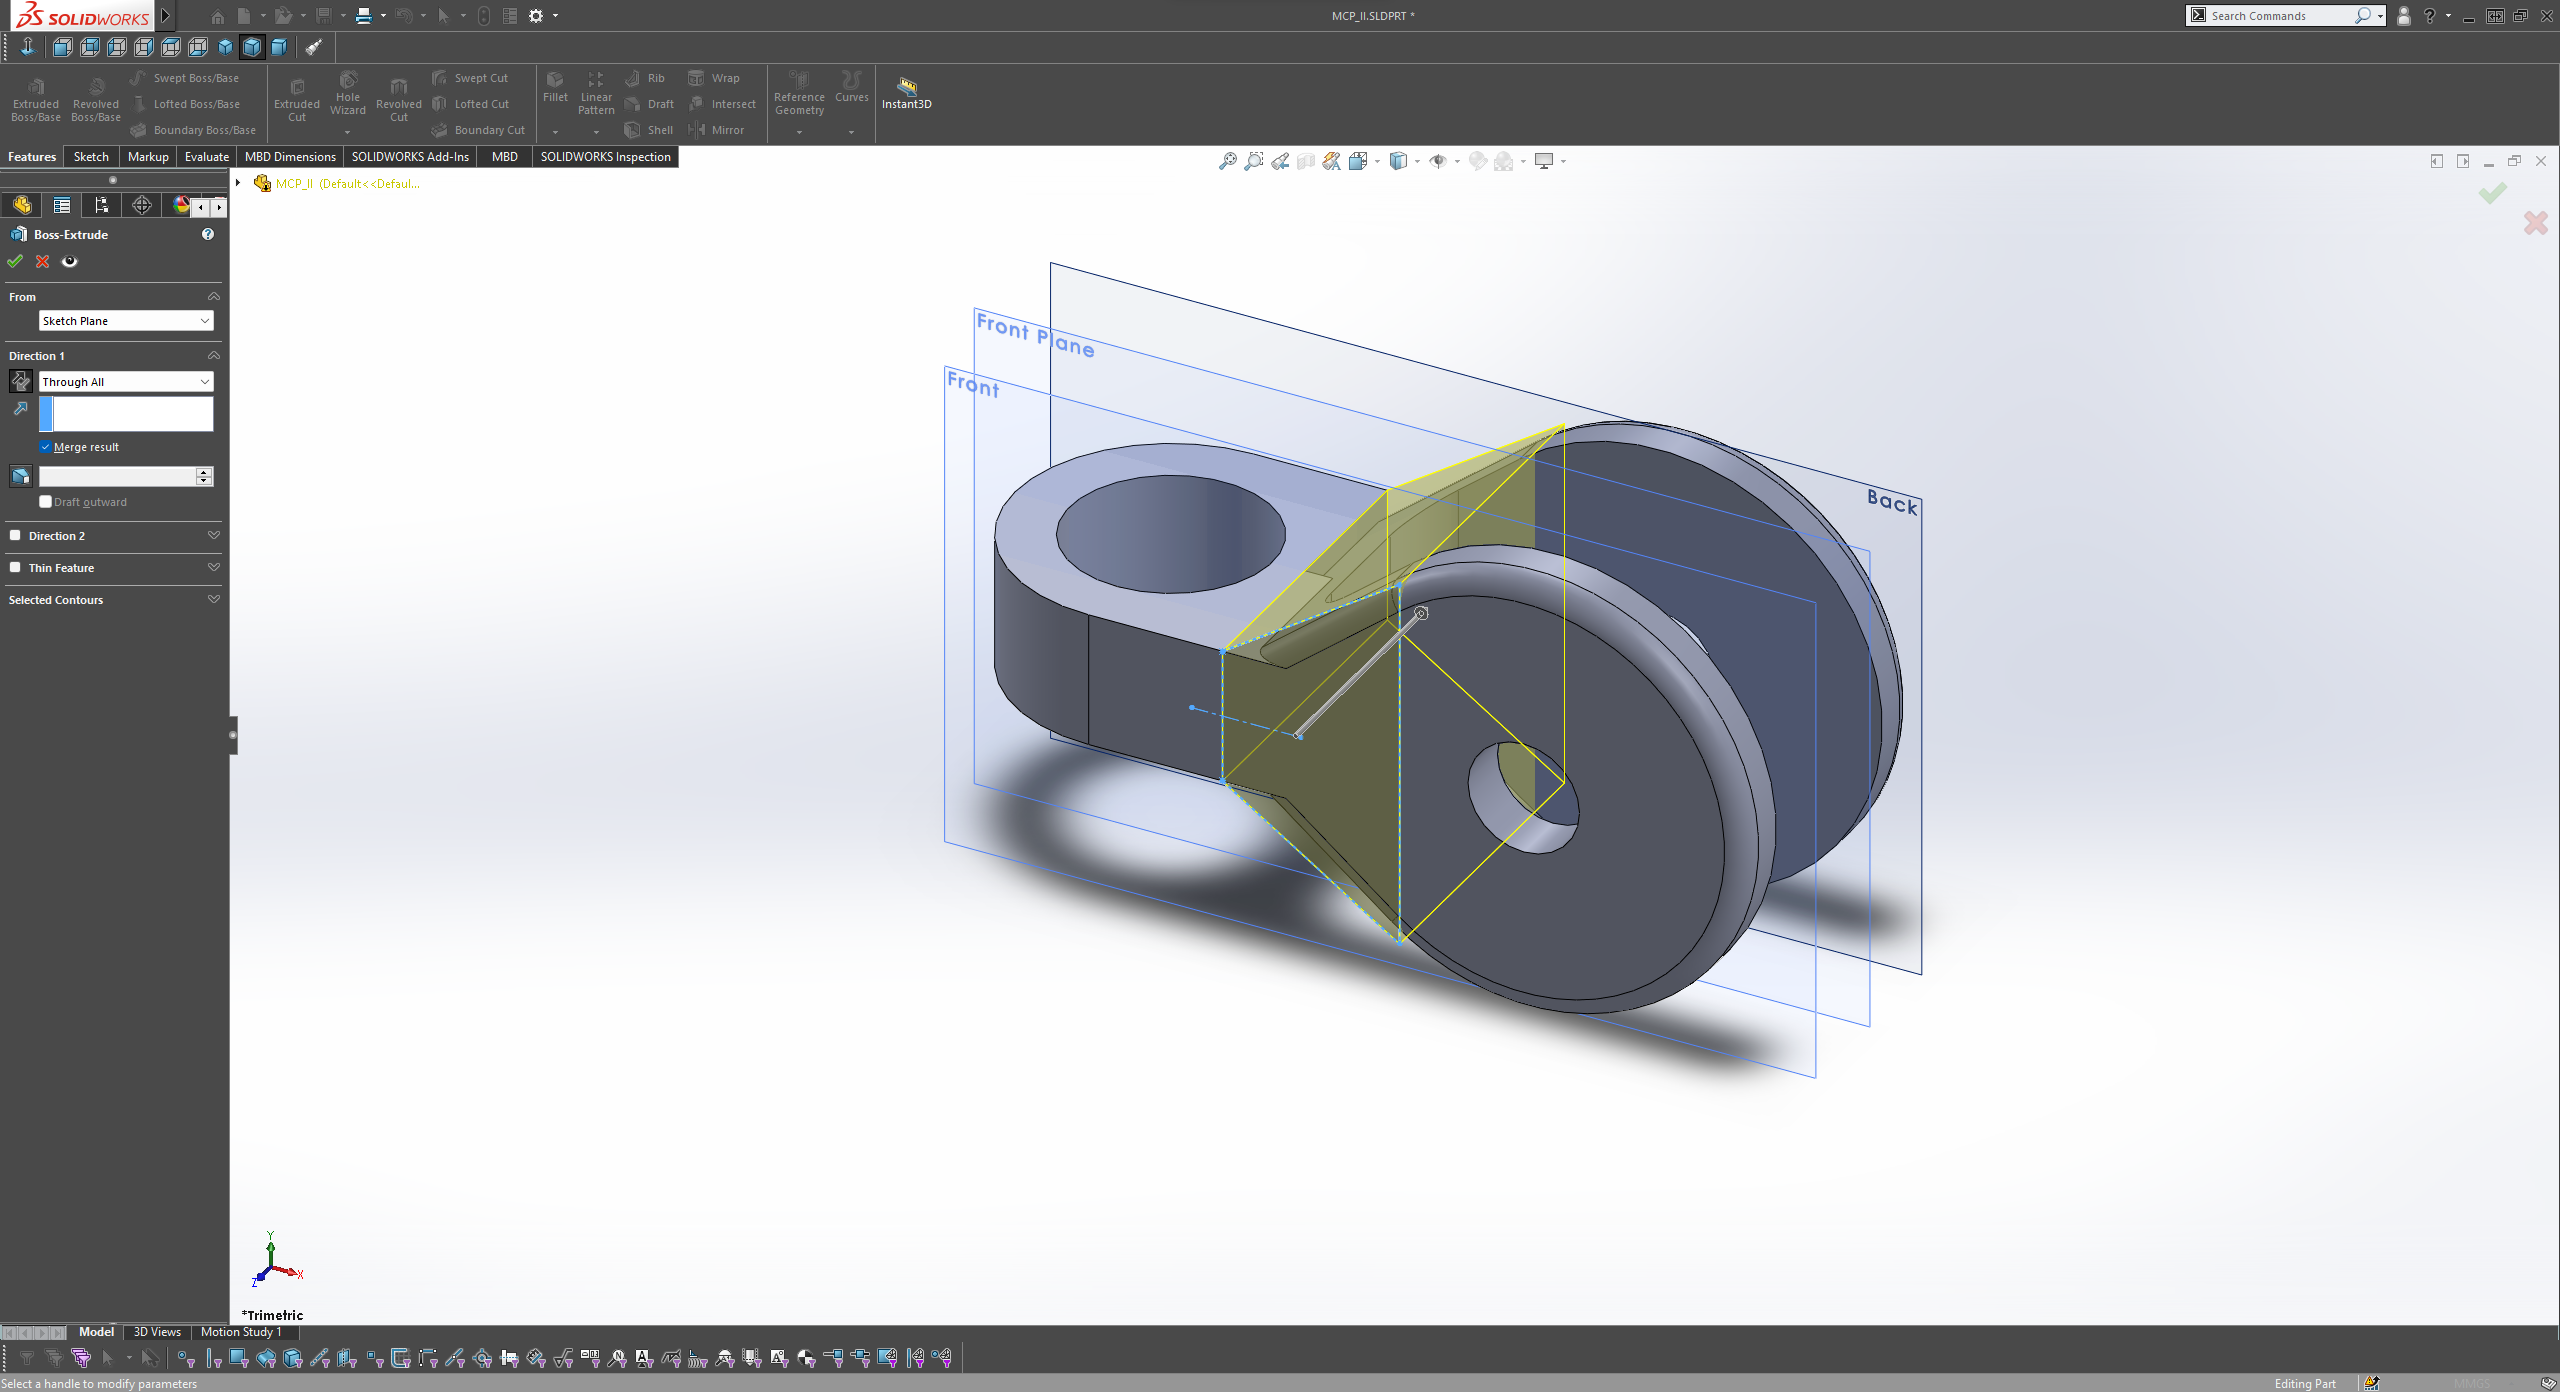 SOLIDWORKS
MCP_II.SLDPRT *
Search Commands
Extruded Boss/Base
Revolved Boss/Base
Swept Boss/Base
Lofted Boss/Base
Boundary Boss/Base
Extruded Cut
Hole Wizard
Revolved Cut
Swept Cut
Lofted Cut
Boundary Cut
Fillet
Linear Pattern
Rib
Draft
Shell
Wrap
Intersect
Mirror
Reference Geometry
Curves
Instant3D
Features
Sketch
Markup
Evaluate
MBD Dimensions
SOLIDWORKS Add-Ins
MBD
SOLIDWORKS Inspection
MCP_II (Default<<Defaul...
Boss-Extrude
From
Sketch Plane
Direction 1
Through All
Merge result
Draft outward
Direction 2
Thin Feature
Selected Contours
Front Plane
Front
Back
Y
X
Z
*Trimetric
Model
3D Views
Motion Study 1
Select a handle to modify parameters
Editing Part
MMGS